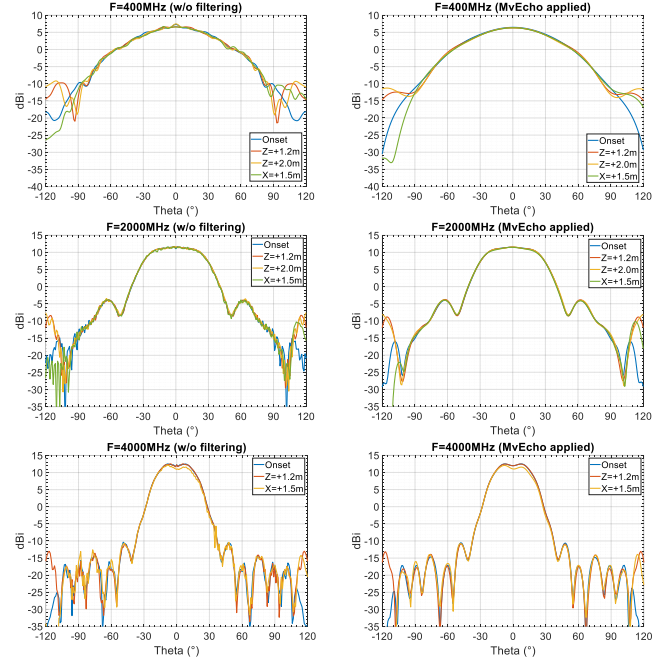 F=400MHz (w/o filtering)
10
5
0
-5
-10
-15
-20
-25
-30
-35
-40
dBi
Onset
Z=+1.2m
Z=+2.0m
X=+1.5m
-120 -90 -60 -30 0 30 60 90 120
Theta (°)
F=400MHz (MvEcho applied)
10
5
0
-5
-10
-15
-20
-25
-30
-35
-40
dBi
Onset
Z=+1.2m
Z=+2.0m
X=+1.5m
-120 -90 -60 -30 0 30 60 90 120
Theta (°)
F=2000MHz (w/o filtering)
15
10
5
0
-5
-10
-15
-20
-25
-30
-35
dBi
Onset
Z=+1.2m
Z=+2.0m
X=+1.5m
-120 -90 -60 -30 0 30 60 90 120
Theta (°)
F=2000MHz (MvEcho applied)
15
10
5
0
-5
-10
-15
-20
-25
-30
-35
dBi
Onset
Z=+1.2m
Z=+2.0m
X=+1.5m
-120 -90 -60 -30 0 30 60 90 120
Theta (°)
F=4000MHz (w/o filtering)
15
10
5
0
-5
-10
-15
-20
-25
-30
-35
dBi
Onset
Z=+1.2m
X=+1.5m
-120 -90 -60 -30 0 30 60 90 120
Theta (°)
F=4000MHz (MvEcho applied)
15
10
5
0
-5
-10
-15
-20
-25
-30
-35
dBi
Onset
Z=+1.2m
X=+1.5m
-120 -90 -60 -30 0 30 60 90 120
Theta (°)